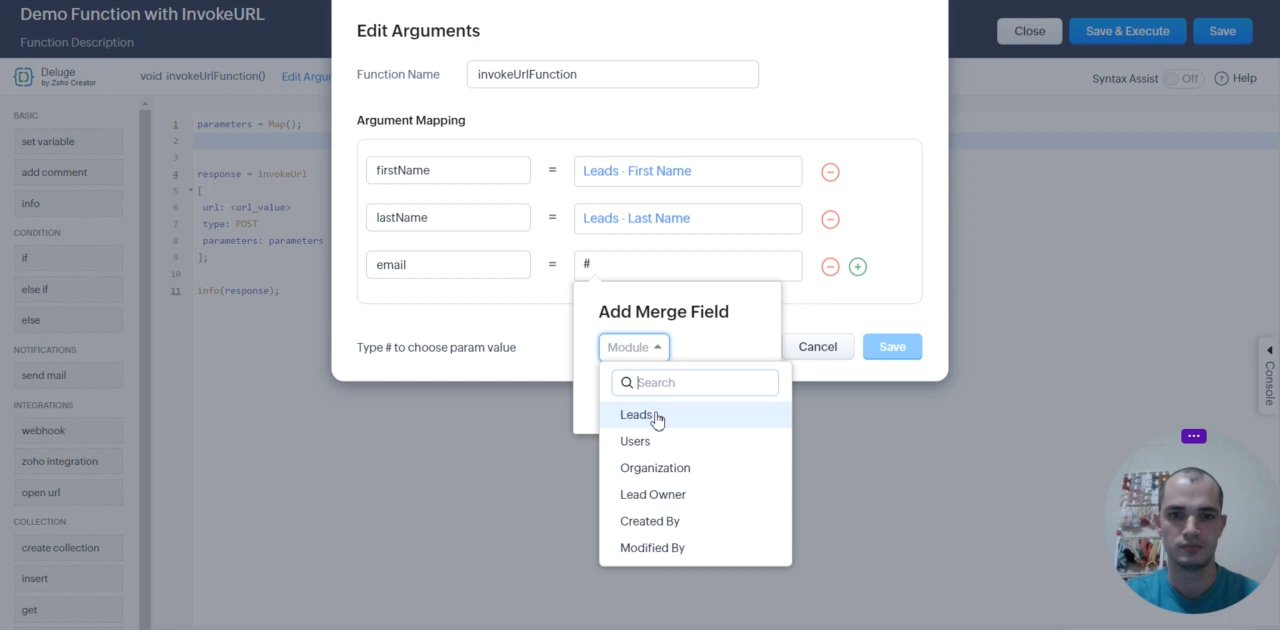 Demo Function with InvokeURL
Function Description
Close
Save & Execute
Save
Deluge
by Zoho Creator
void invokeUrlFunction()
Edit Argu
Syntax Assist
Off
? Help
BASIC
set variable
add comment
info
CONDITION
if
else if
else
NOTIFICATIONS
send mail
INTEGRATIONS
webhook
zoho integration
open url
COLLECTION
create collection
insert
get
1 parameters = Map();
2
3
4 response = invokeUrl
5 [
6 url: <url_value>
7 type: POST
8 parameters: parameters
9 ];
10
11 info(response);
Edit Arguments
Function Name
invokeUrlFunction
Argument Mapping
firstName = Leads - First Name
lastName = Leads - Last Name
email = #
Type # to choose param value
Cancel
Save
Add Merge Field
Module
Search
Leads
Users
Organization
Lead Owner
Created By
Modified By
Console